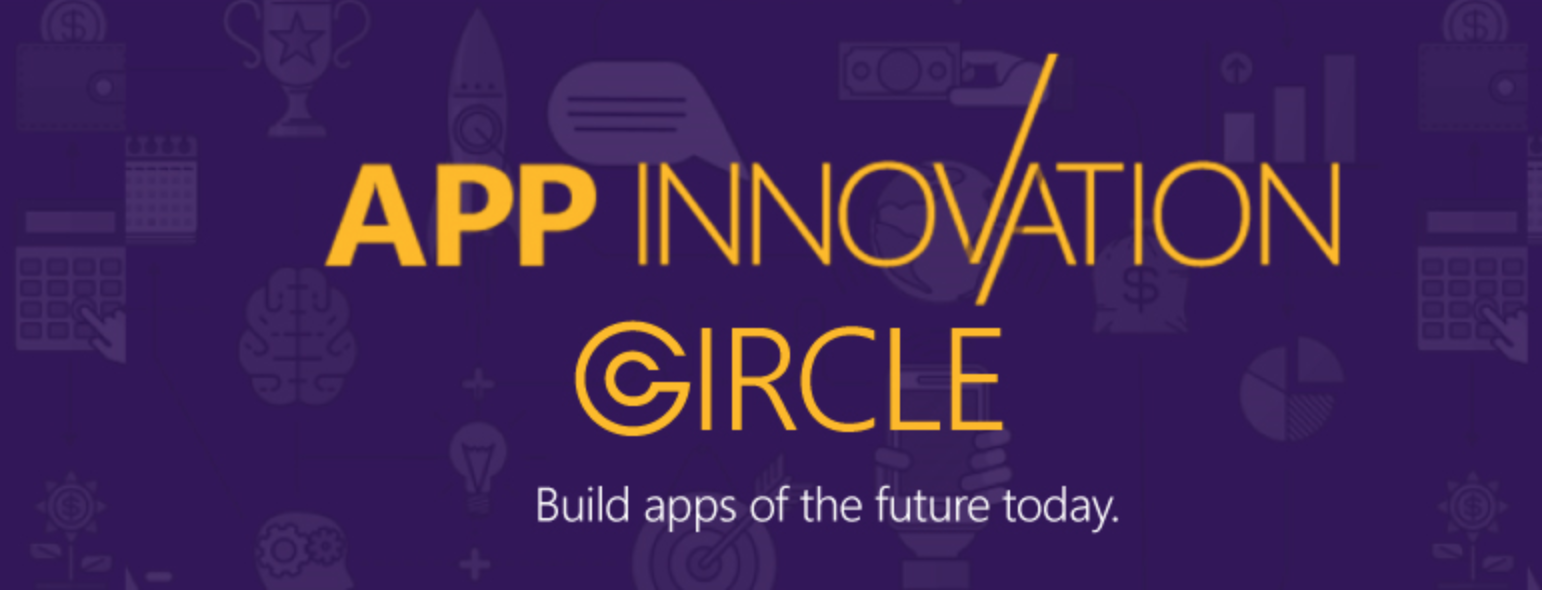 APP INNOVATION
CIRCLE
Build apps of the future today.